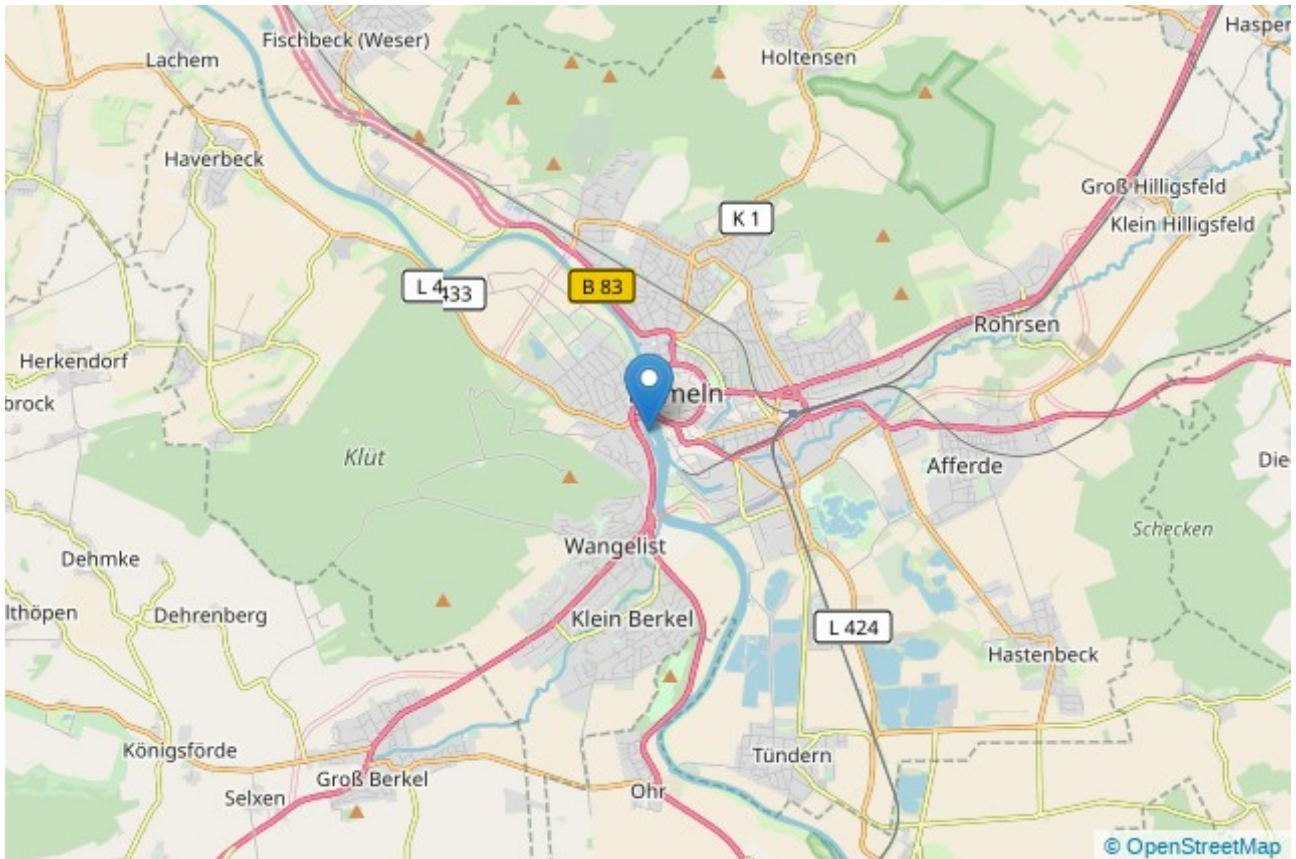 Fischbeck (Weser)
Lachem
Holtensen
Hasper
Haverbeck
Groß Hilligsfeld
K 1
Klein Hilligsfeld
L 4
433
B 83
Rohrsen
Herkendorf
brock
meln
Klüt
Afferde
Die
Schecken
Wangelist
Dehmke
lthöpen
Dehrenberg
Klein Berkel
L 424
Hastenbeck
Königsförde
Tündern
Groß Berkel
Selxen
Ohr
© OpenStreetMap